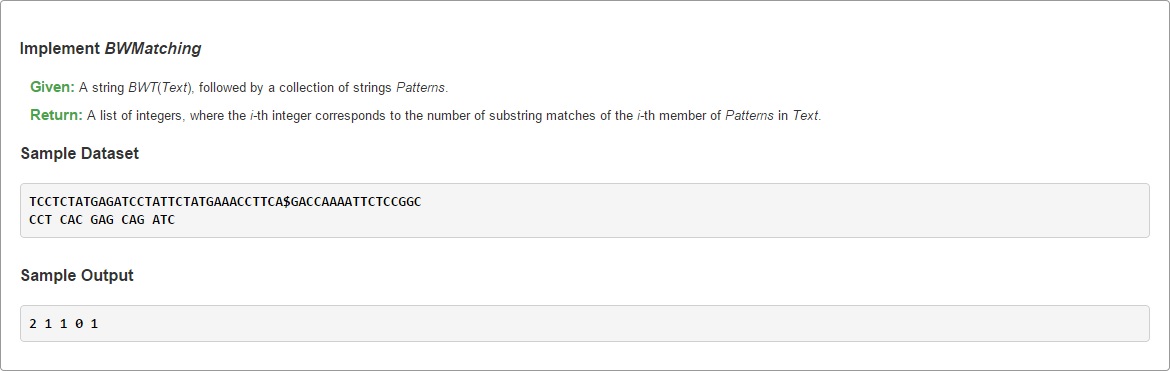 Implement BWMatching
Given: A string BWT(Text), followed by a collection of strings Patterns.
Return: A list of integers, where the i-th integer corresponds to the number of substring matches of the i-th member of Patterns in Text.
Sample Dataset
TCCTCTATGAGATCCTATTCTATGAAACCTTCA$GACCAAAATTCTCCGGC
CCT CAC GAG CAG ATC
Sample Output
2 1 1 0 1